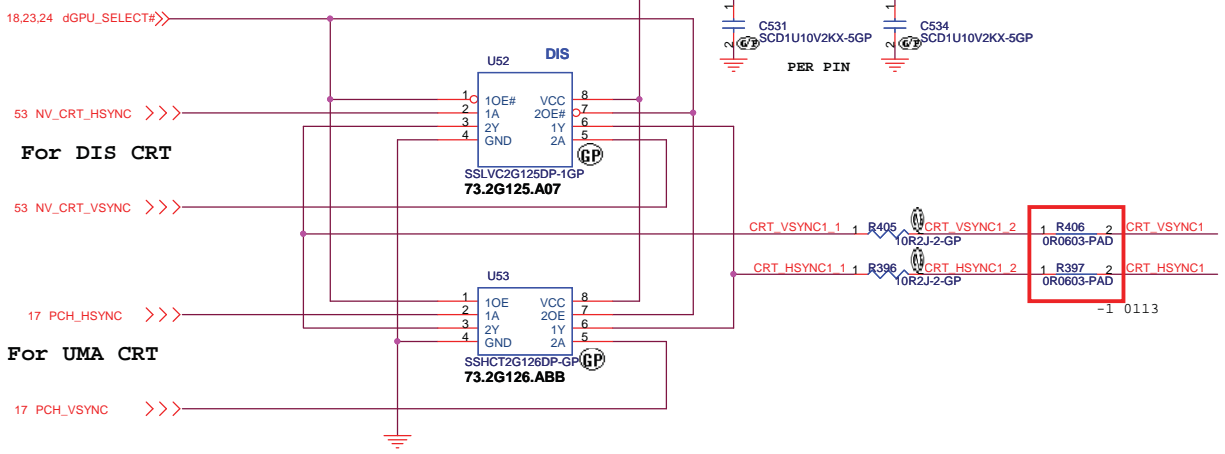 18,23,24 dGPU_SELECT#
C531
SCD1U10V2KX-5GP
C534
SCD1U10V2KX-5GP
1
2
G/P
1
2
G/P
PER PIN
DIS
U52
1 1OE# VCC 8
2 1A 2OE# 7
3 2Y 1Y 6
4 GND 2A 5
GP
SSLVC2G125DP-1GP
73.2G125.A07
53 NV_CRT_HSYNC
For DIS CRT
53 NV_CRT_VSYNC
CRT_VSYNC1_1 1 R405 CRT_VSYNC1_2 1 R406 2 CRT_VSYNC1
10R2J-2-GP 0R0603-PAD
CRT_HSYNC1_1 1 R396 CRT_HSYNC1_2 1 R397 2 CRT_HSYNC1
10R2J-2-GP 0R0603-PAD
-1 0113
U53
1 1OE VCC 8
2 1A 2OE 7
3 2Y 1Y 6
4 GND 2A 5
GP
SSHCT2G126DP-GP
73.2G126.ABB
17 PCH_HSYNC
For UMA CRT
17 PCH_VSYNC